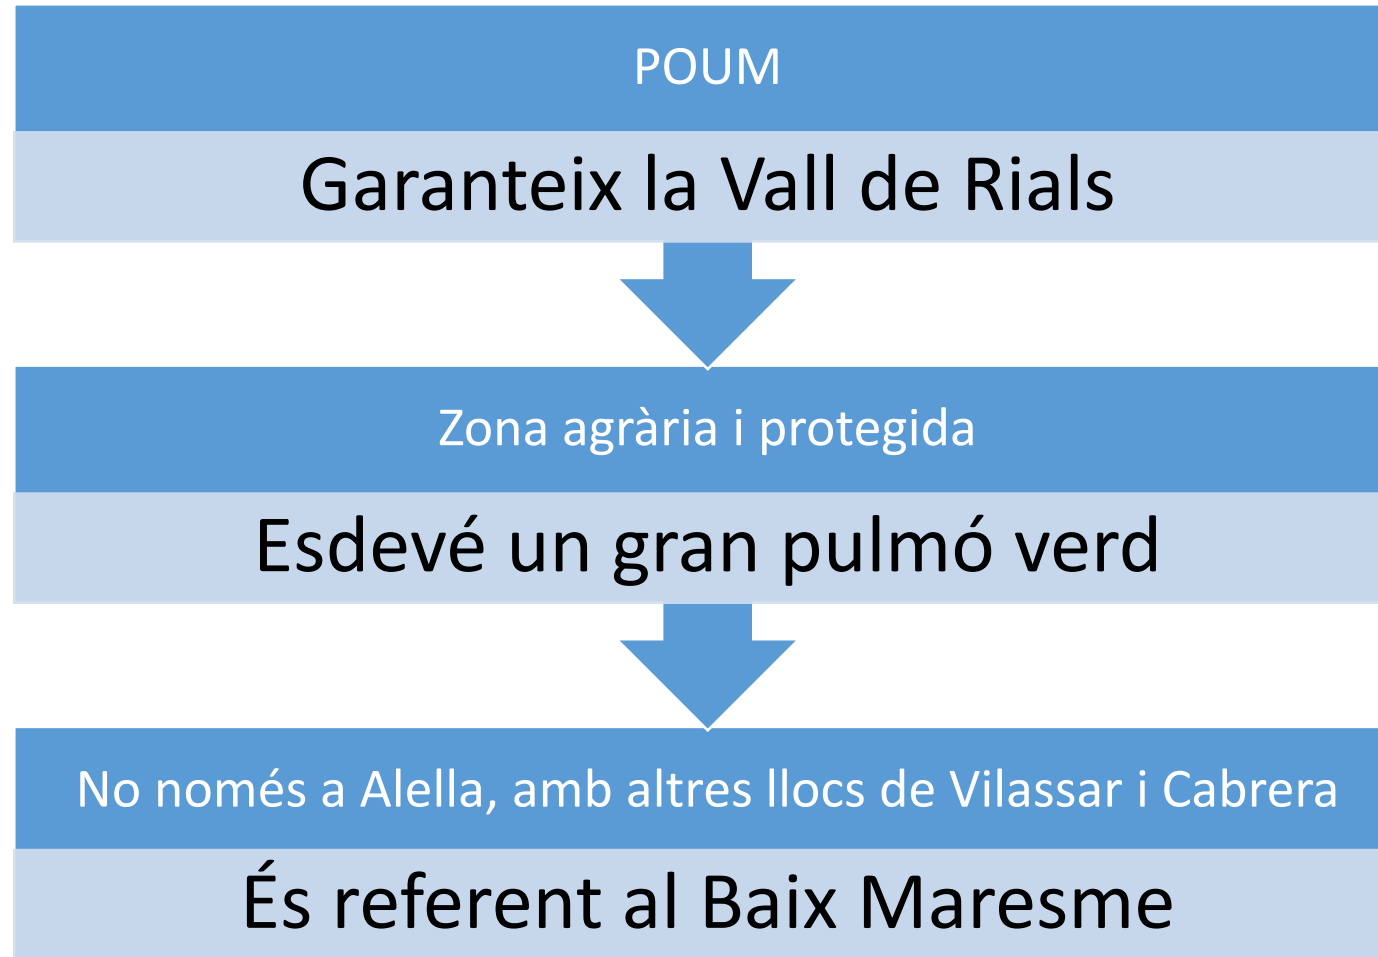 POUM
Garanteix la Vall de Rials
Zona agrària i protegida
Esdevé un gran pulmó verd
No només a Alella, amb altres llocs de Vilassar i Cabrera
És referent al Baix Maresme